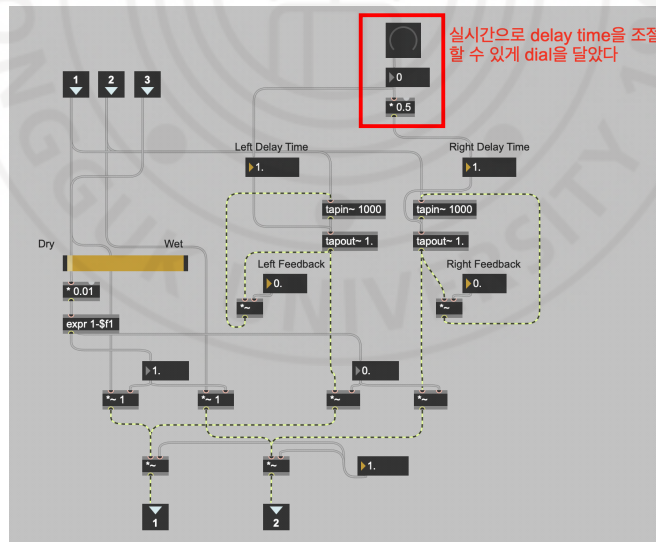 실시간으로 delay time을 조절
할 수 있게 dial을 달았다
0
1 2 3
* 0.5
Left Delay Time
Right Delay Time
1.
1.
tapin~ 1000
tapin~ 1000
tapout~ 1.
tapout~ 1.
Dry
Wet
Left Feedback
Right Feedback
0.
0.
* 0.01
*~
*~
expr 1-$f1
1.
0.
*~ 1
*~ 1
*~
*~
*~
*~
1.
1
2